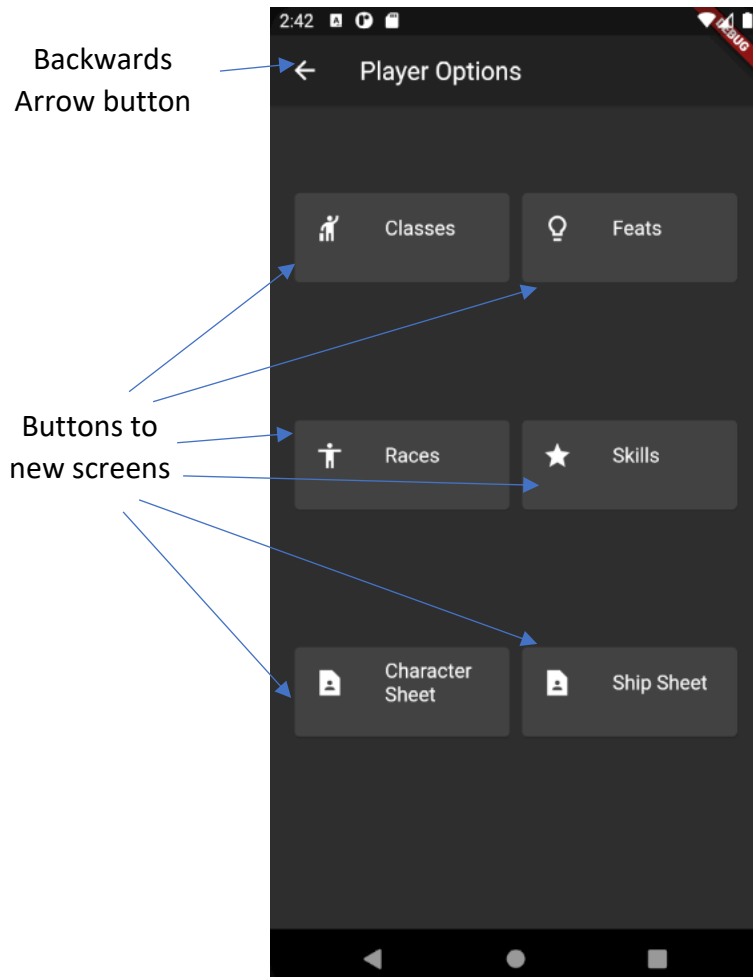 2:42
DEBUG
Backwards
Arrow button
Player Options
Classes
Feats
Buttons to
new screens
Races
Skills
Character
Sheet
Ship Sheet